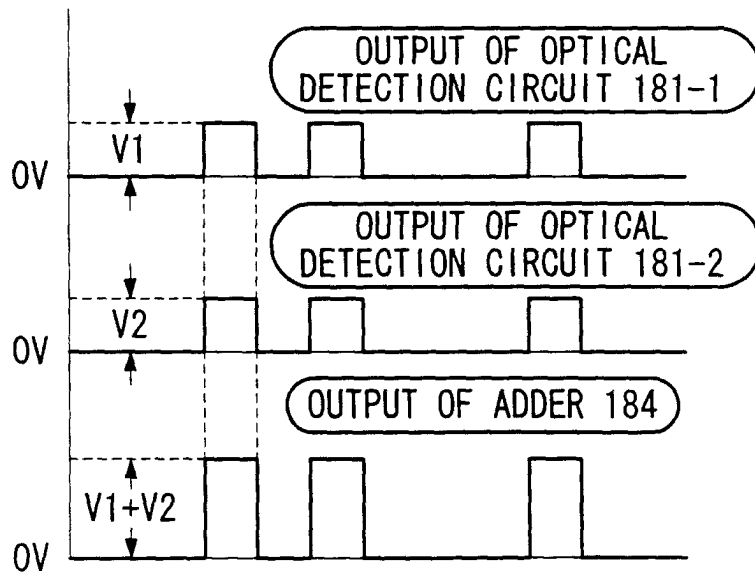 OUTPUT OF OPTICAL
DETECTION CIRCUIT 181-1
V1
0V
OUTPUT OF OPTICAL
DETECTION CIRCUIT 181-2
V2
0V
OUTPUT OF ADDER 184
V1+V2
0V